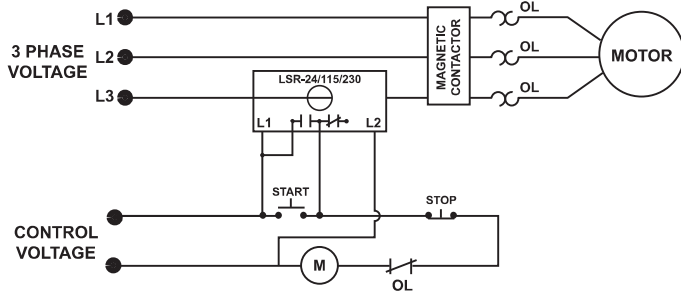 L1
OL
3 PHASE
VOLTAGE
L2
MAGNETIC
CONTACTOR
OL
MOTOR
L3
LSR-24/115/230
OL
L1
L2
START
STOP
CONTROL
VOLTAGE
M
OL